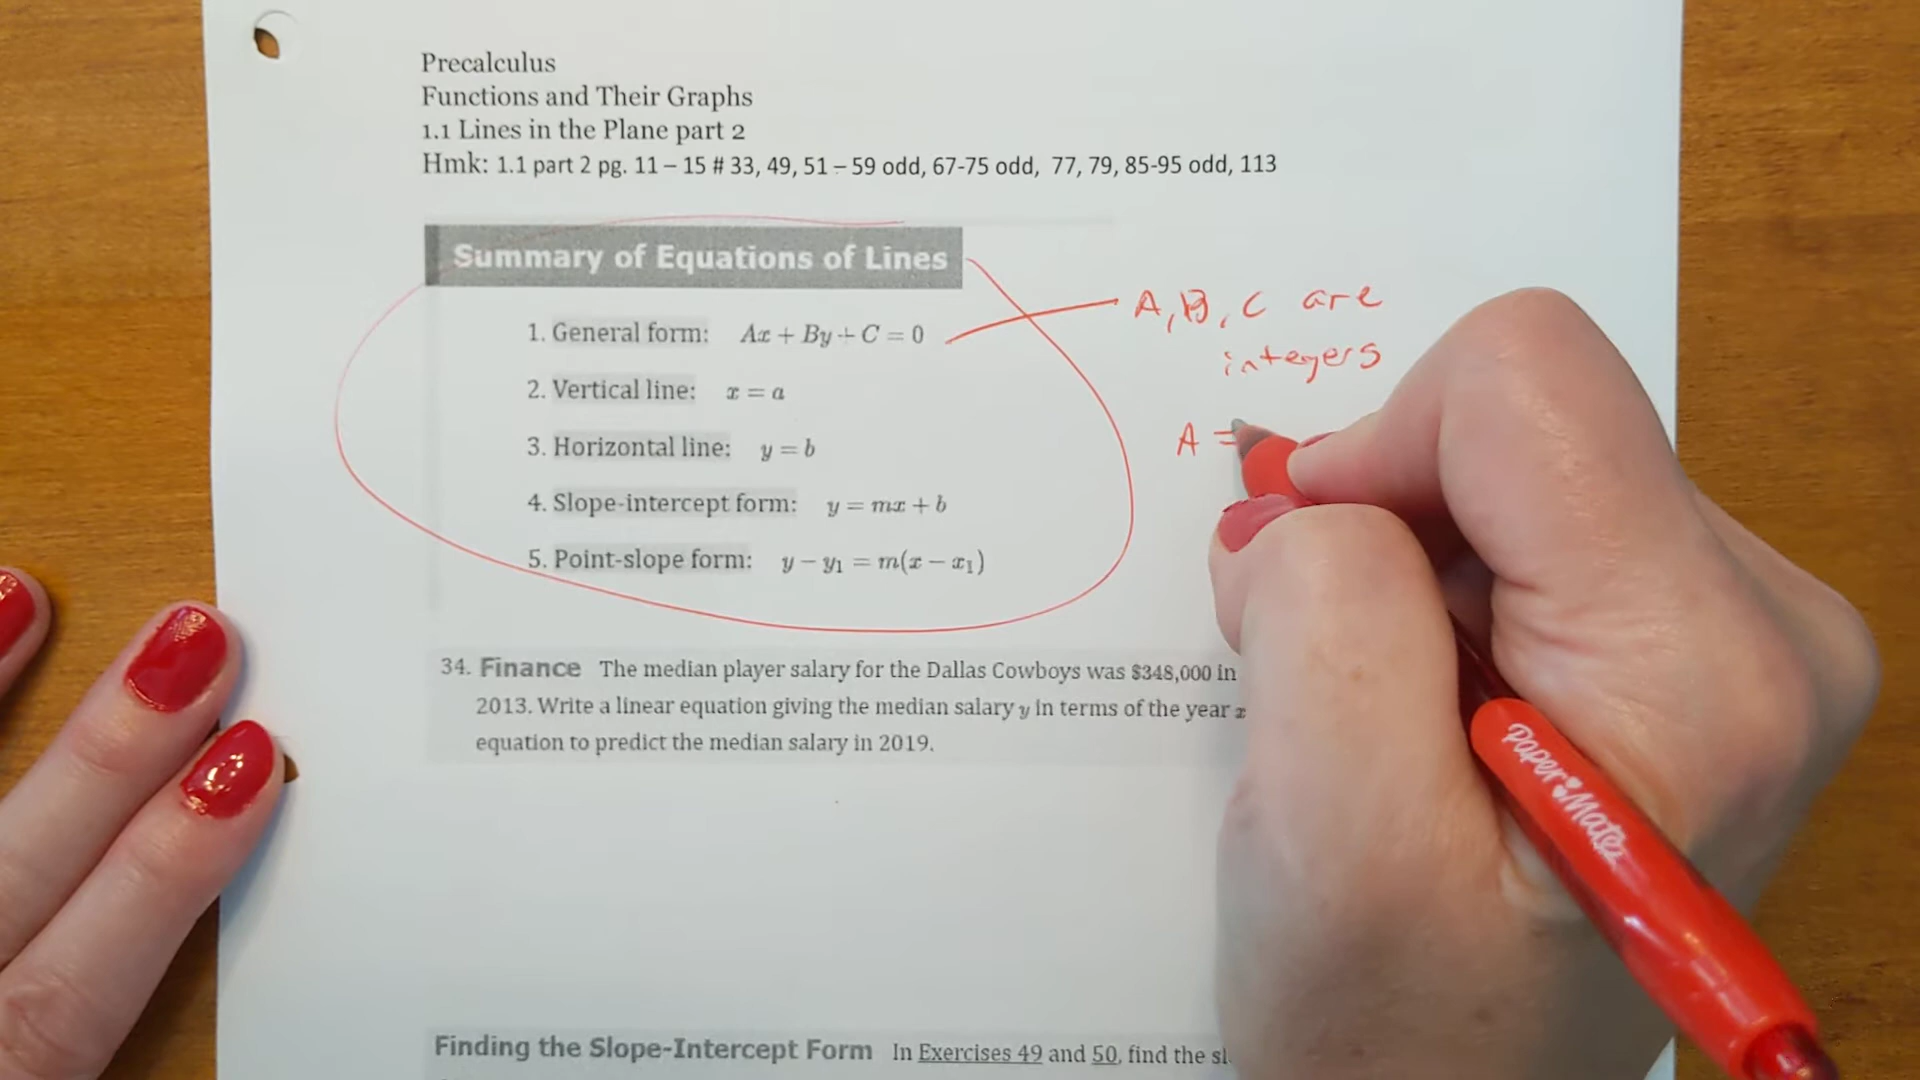 Precalculus
Functions and Their Graphs
1.1 Lines in the Plane part 2
Hmk: 1.1 part 2 pg. 11 – 15 # 33, 49, 51 – 59 odd, 67-75 odd, 77, 79, 85-95 odd, 113
Summary of Equations of Lines
1. General form: Ax + By + C = 0
A, B, C are
integers
2. Vertical line: x = a
3. Horizontal line: y = b
A =
4. Slope-intercept form: y = mx + b
5. Point-slope form: y − y₁ = m(x − x₁)
34. Finance The median player salary for the Dallas Cowboys was $348,000 in
2013. Write a linear equation giving the median salary y in terms of the year x
equation to predict the median salary in 2019.
Finding the Slope-Intercept Form In Exercises 49 and 50, find the
Paper Mate